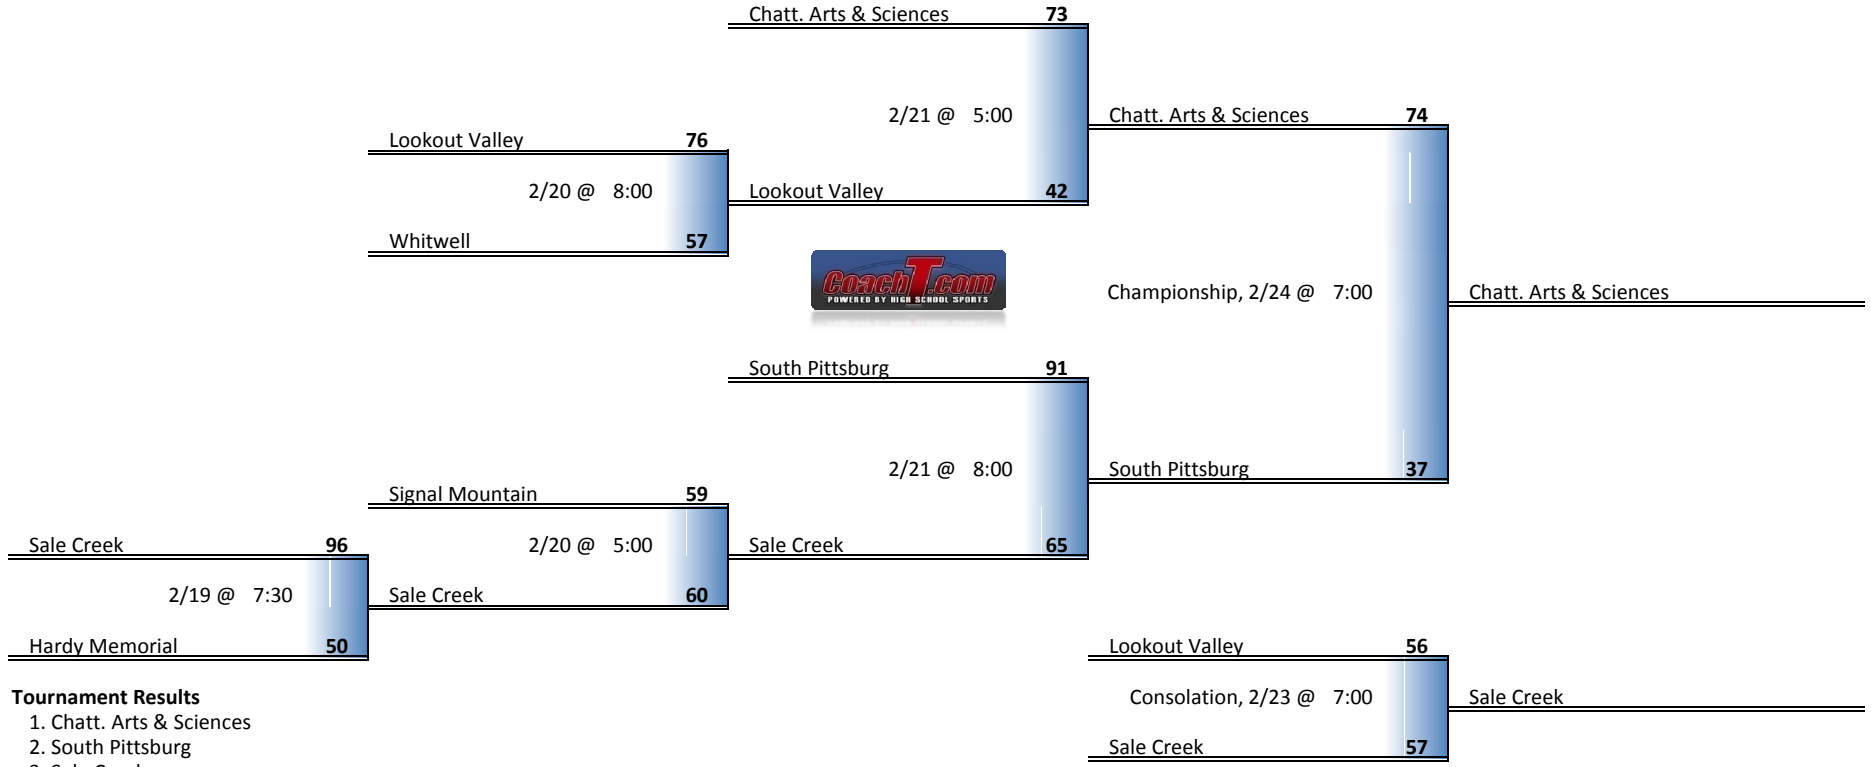 Chatt. Arts & Sciences 73
2/21 @ 5:00
Chatt. Arts & Sciences 74
Lookout Valley 76
2/20 @ 8:00
Lookout Valley 42
Whitwell 57
CoachT.com
POWERED BY HIGH SCHOOL SPORTS
Championship, 2/24 @ 7:00
Chatt. Arts & Sciences
South Pittsburg 91
2/21 @ 8:00
South Pittsburg 37
Signal Mountain 59
Sale Creek 96
2/20 @ 5:00
Sale Creek 65
2/19 @ 7:30
Sale Creek 60
Hardy Memorial 50
Lookout Valley 56
Consolation, 2/23 @ 7:00
Sale Creek
Sale Creek 57
Tournament Results
1. Chatt. Arts & Sciences
2. South Pittsburg